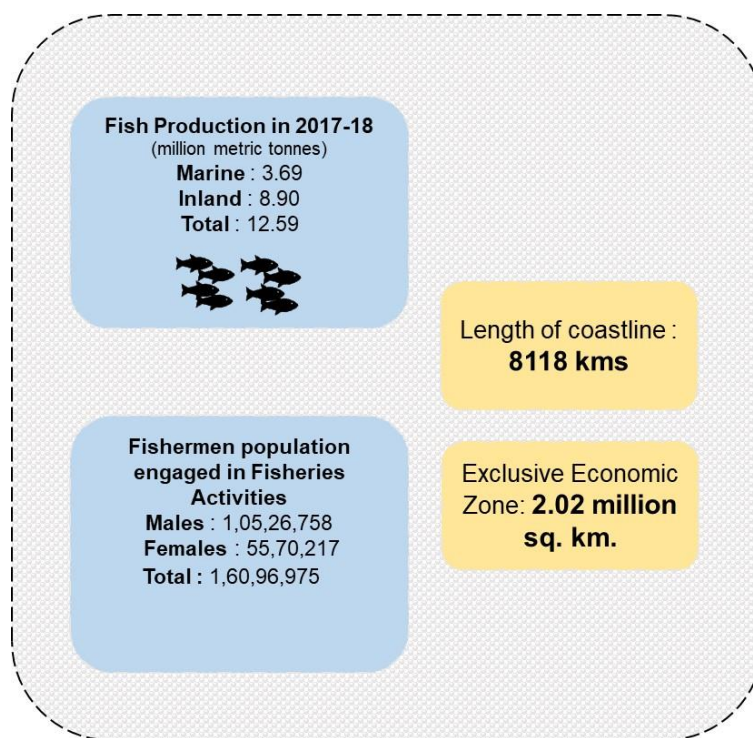 Fish Production in 2017-18
(million metric tonnes)
Marine : 3.69
Inland : 8.90
Total : 12.59
Length of coastline :
8118 kms
Fishermen population
engaged in Fisheries
Activities
Males : 1,05,26,758
Females : 55,70,217
Total : 1,60,96,975
Exclusive Economic
Zone: 2.02 million
sq. km.